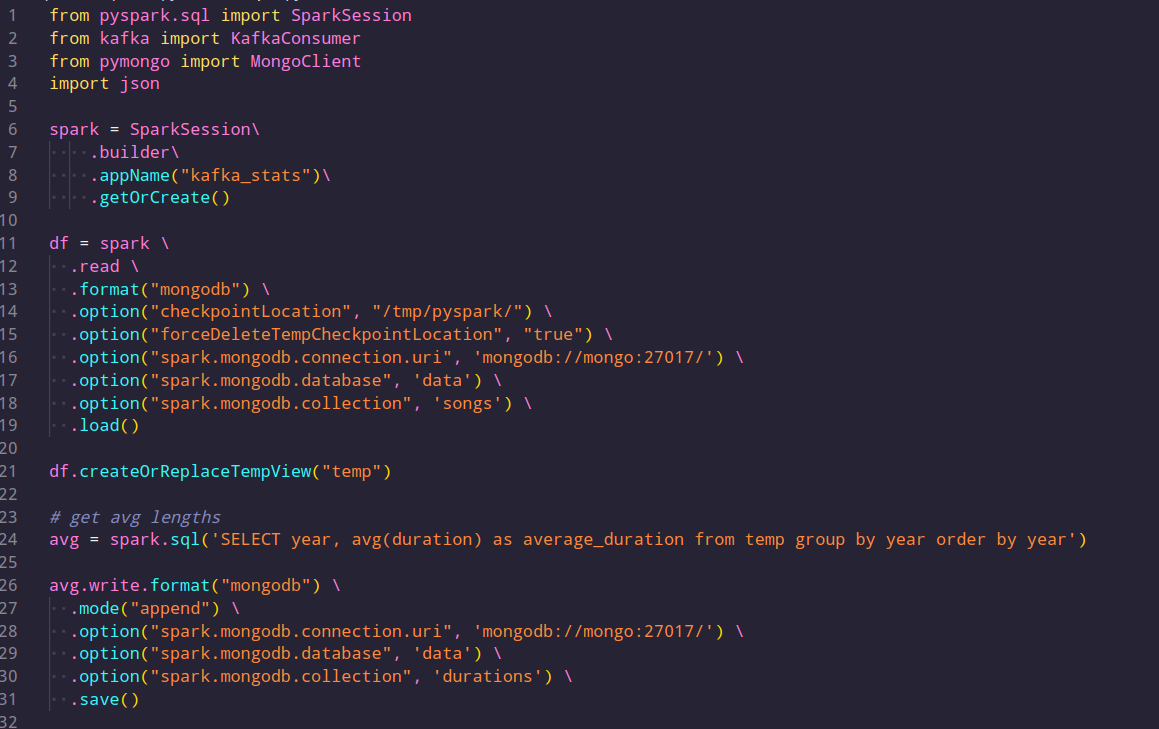 1 from pyspark.sql import SparkSession
2 from kafka import KafkaConsumer
3 from pymongo import MongoClient
4 import json
5
6 spark = SparkSession\
7 .builder\
8 .appName("kafka_stats")\
9 .getOrCreate()
10
11 df = spark \
12 .read \
13 .format("mongodb") \
14 .option("checkpointLocation", "/tmp/pyspark/") \
15 .option("forceDeleteTempCheckpointLocation", "true") \
16 .option("spark.mongodb.connection.uri", 'mongodb://mongo:27017/') \
17 .option("spark.mongodb.database", 'data') \
18 .option("spark.mongodb.collection", 'songs') \
19 .load()
20
21 df.createOrReplaceTempView("temp")
22
23 # get avg lengths
24 avg = spark.sql('SELECT year, avg(duration) as average_duration from temp group by year order by year')
25
26 avg.write.format("mongodb") \
27 .mode("append") \
28 .option("spark.mongodb.connection.uri", 'mongodb://mongo:27017/') \
29 .option("spark.mongodb.database", 'data') \
30 .option("spark.mongodb.collection", 'durations') \
31 .save()
32